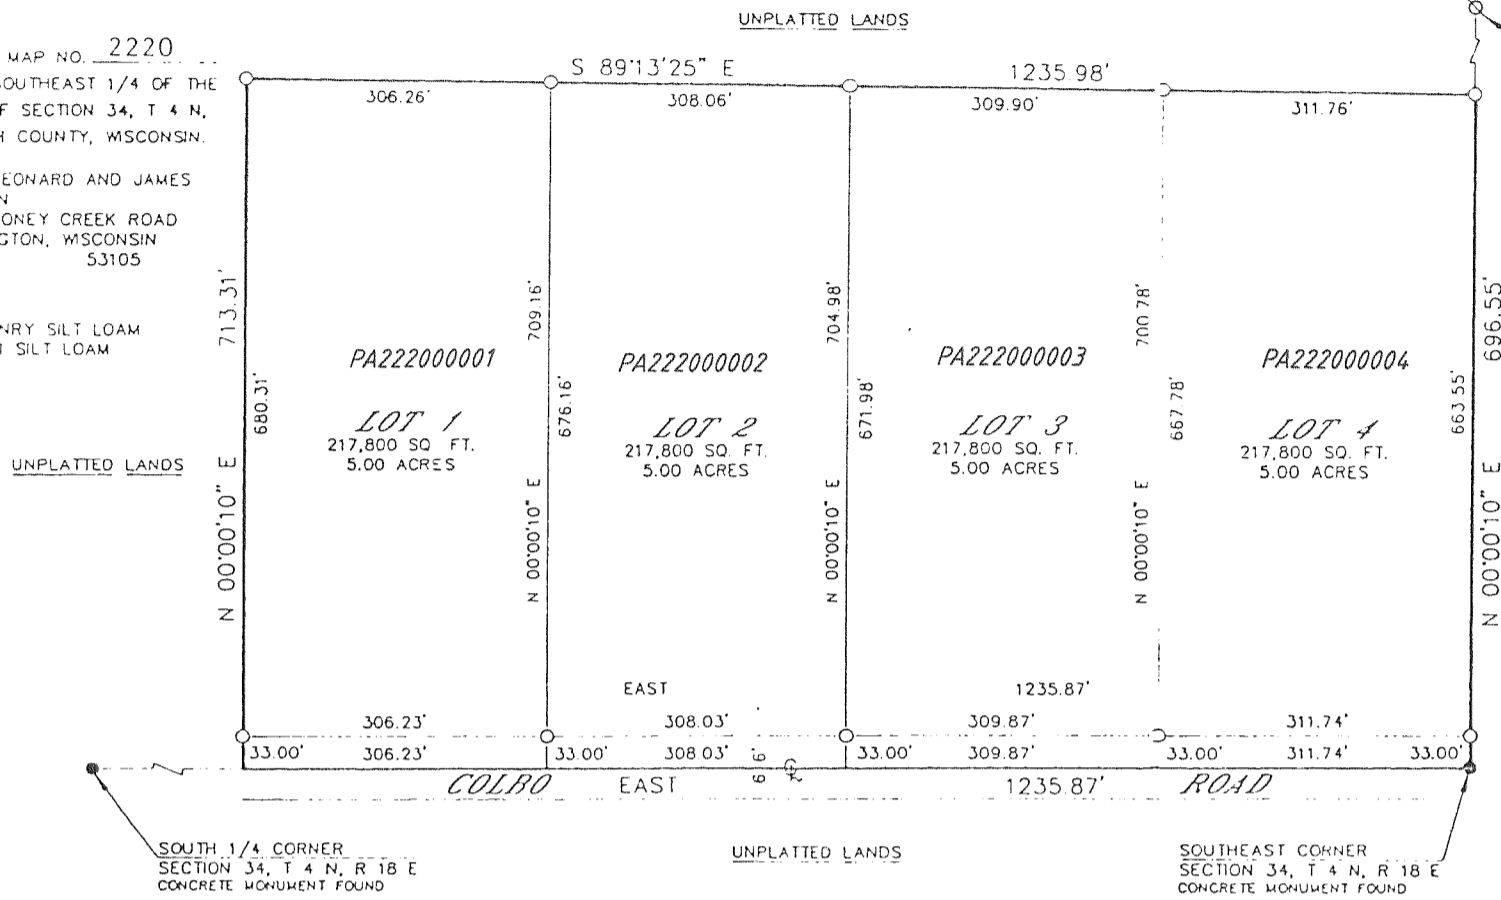 UNPLATTED LANDS
MAP NO. 2220
SOUTHEAST 1/4 OF THE
F SECTION 34, T 4 N,
H COUNTY, WISCONSIN.
EONARD AND JAMES
N
ONEY CREEK ROAD
GTON, WISCONSIN
53105
NRY SILT LOAM
SILT LOAM
S 89°13'25" E 1235.98'
306.26' 308.06' 309.90' 311.76'
713.31' 709.16' 704.98' 700.78' 696.55'
680.31' 676.16' 671.98' 667.78' 663.55'
PA222000001 PA222000002 PA222000003 PA222000004
LOT 1
217,800 SQ. FT.
5.00 ACRES
LOT 2
217,800 SQ. FT.
5.00 ACRES
LOT 3
217,800 SQ. FT.
5.00 ACRES
LOT 4
217,800 SQ. FT.
5.00 ACRES
UNPLATTED LANDS
N 00°00'10" E N 00°00'10" E N 00°00'10" E N 00°00'10" E N 00°00'10" E
EAST 1235.87'
306.23' 308.03' 309.87' 311.74'
33.00' 306.23' 33.00' 308.03' 66' 33.00' 309.87' 33.00' 311.74' 33.00'
COLBO EAST 1235.87' ROAD
SOUTH 1/4 CORNER
SECTION 34, T 4 N, R 18 E
CONCRETE MONUMENT FOUND
UNPLATTED LANDS
SOUTHEAST CORNER
SECTION 34, T 4 N, R 18 E
CONCRETE MONUMENT FOUND